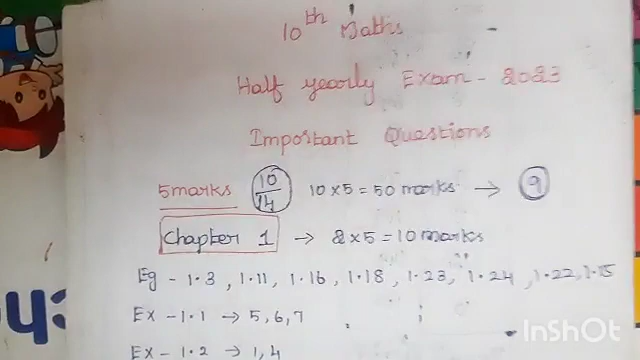 10th Maths
Half yearly Exam - 2023
Important Questions
5marks 10/14 10 x 5 = 50 marks → 9
Chapter 1 → 2 x 5 = 10 marks
Eg - 1.3, 1.11, 1.16, 1.18, 1.23, 1.24, 1.22, 1.15
Ex - 1.1 → 5, 6, 7
Ex - 1.2 → 1, 4
InShOt